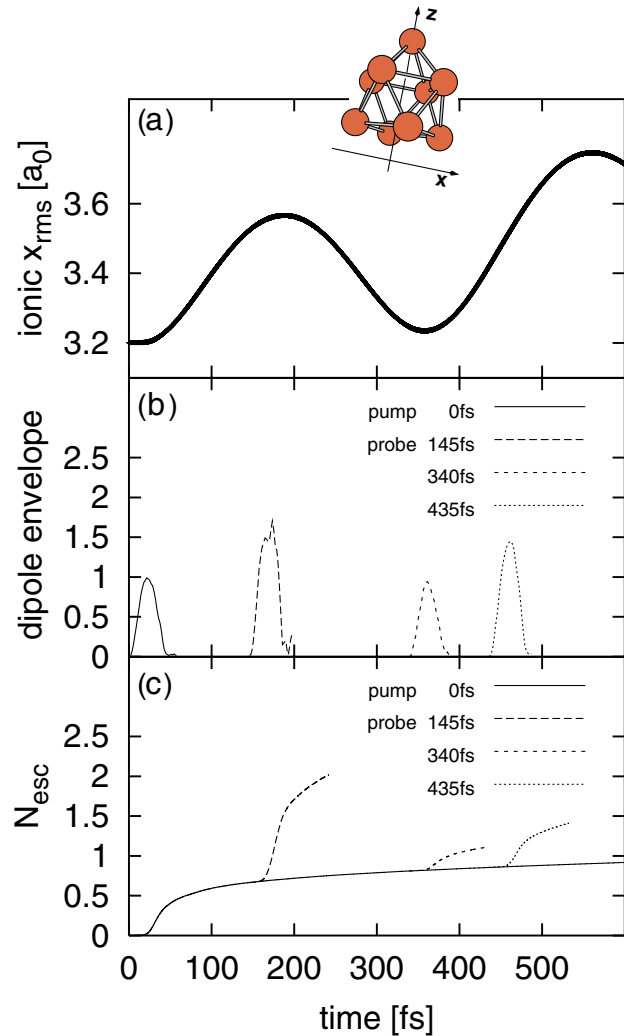 z
x
(a)
ionic x_rms [a_0]
3.6
3.4
3.2
(b)
dipole envelope
2.5
2
1.5
1
0.5
0
pump 0fs
probe 145fs
340fs
435fs
(c)
N_esc
2.5
2
1.5
1
0.5
0
pump 0fs
probe 145fs
340fs
435fs
0 100 200 300 400 500
time [fs]